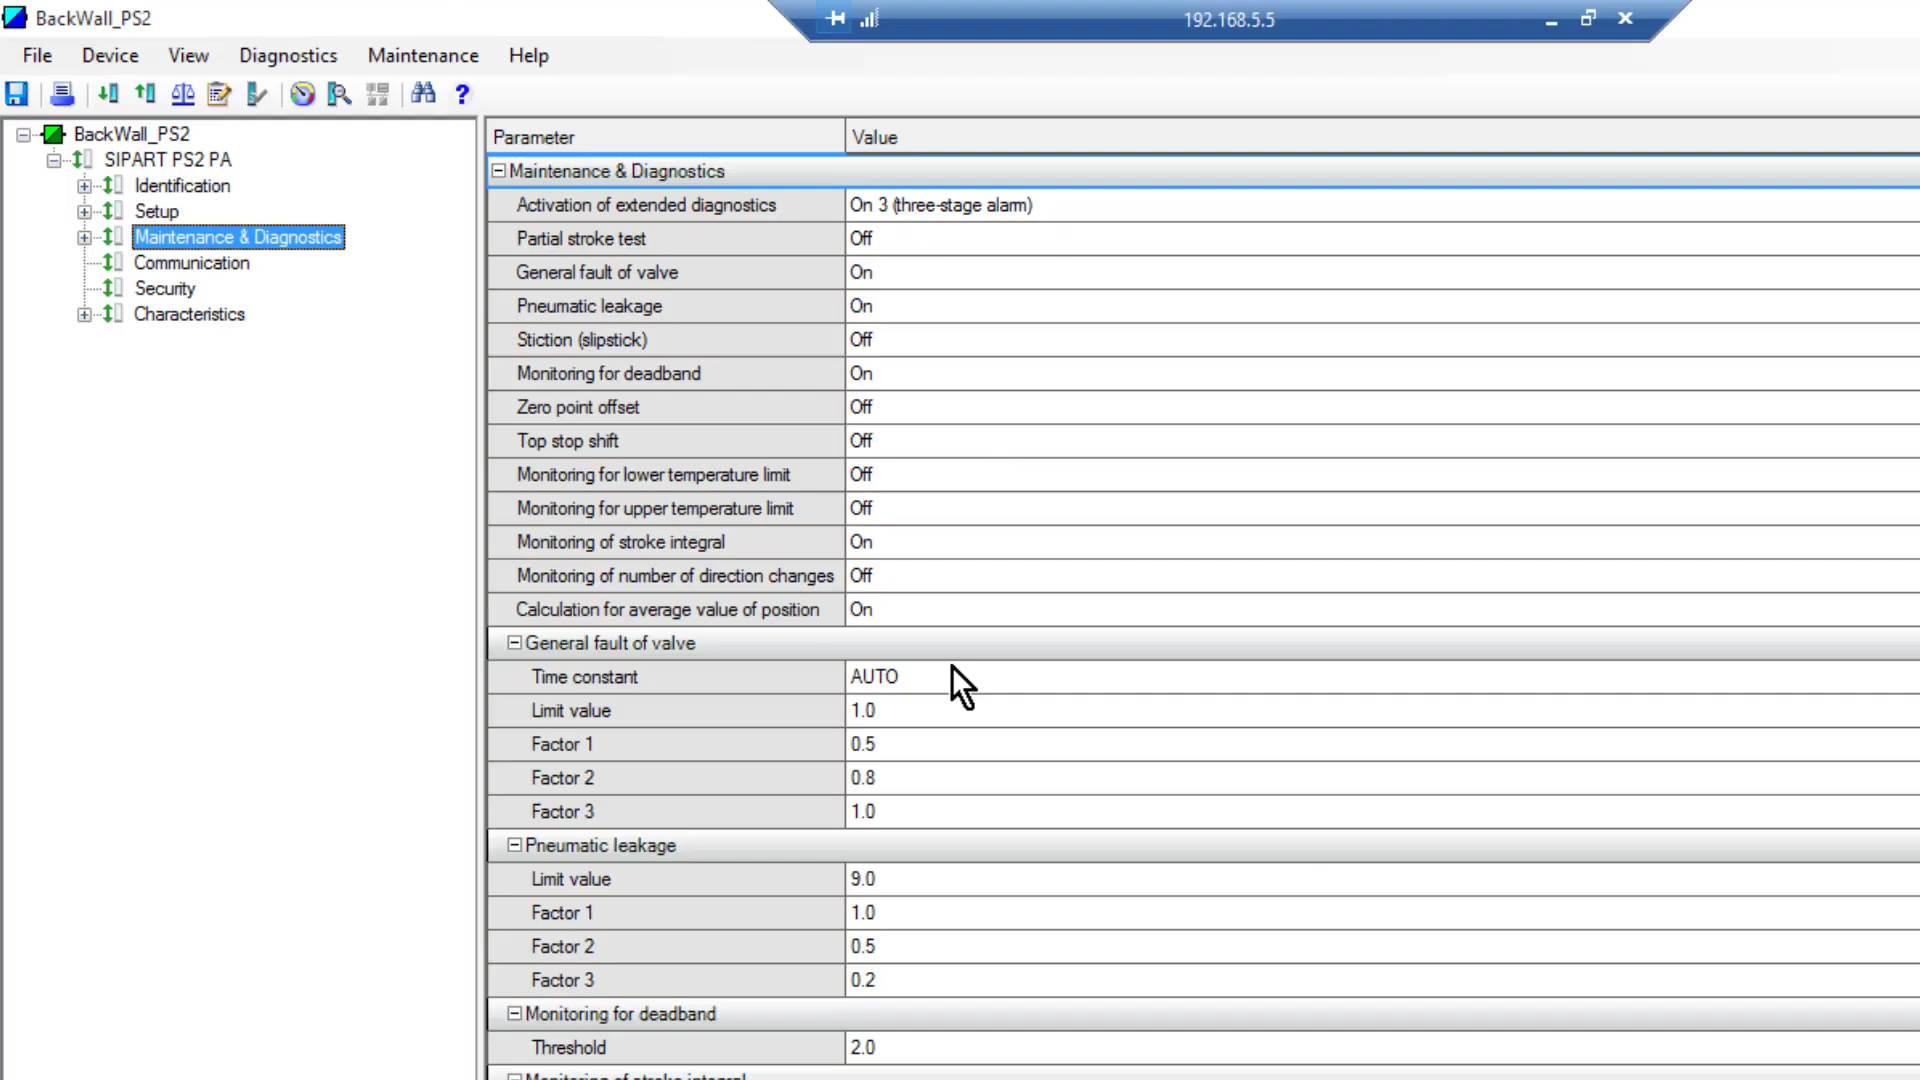 BackWall_PS2
192.168.5.5
File Device View Diagnostics Maintenance Help
BackWall_PS2
SIPART PS2 PA
Identification
Setup
Maintenance & Diagnostics
Communication
Security
Characteristics
Parameter Value
Maintenance & Diagnostics
Activation of extended diagnostics On 3 (three-stage alarm)
Partial stroke test Off
General fault of valve On
Pneumatic leakage On
Stiction (slipstick) Off
Monitoring for deadband On
Zero point offset Off
Top stop shift Off
Monitoring for lower temperature limit Off
Monitoring for upper temperature limit Off
Monitoring of stroke integral On
Monitoring of number of direction changes Off
Calculation for average value of position On
General fault of valve
Time constant AUTO
Limit value 1.0
Factor 1 0.5
Factor 2 0.8
Factor 3 1.0
Pneumatic leakage
Limit value 9.0
Factor 1 1.0
Factor 2 0.5
Factor 3 0.2
Monitoring for deadband
Threshold 2.0
Monitoring of stroke integral